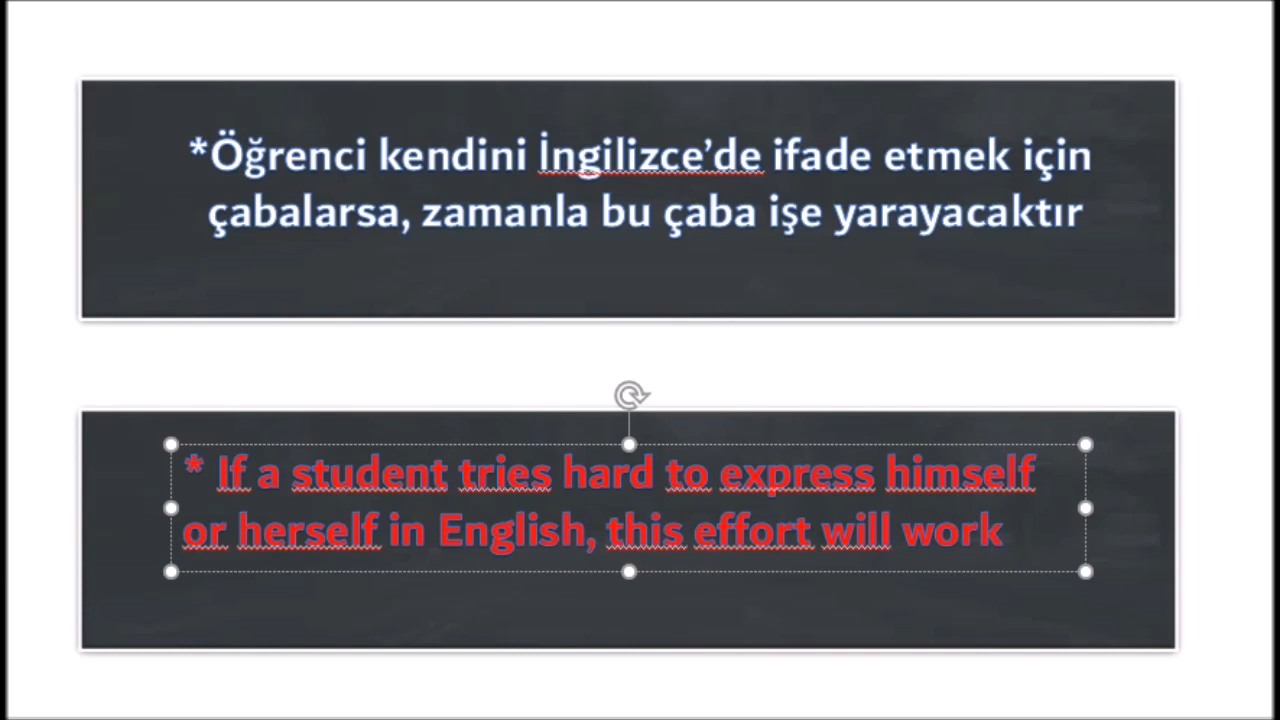 *Öğrenci kendini İngilizce’de ifade etmek için
çabalarsa, zamanla bu çaba işe yarayacaktır
* If a student tries hard to express himself
or herself in English, this effort will work